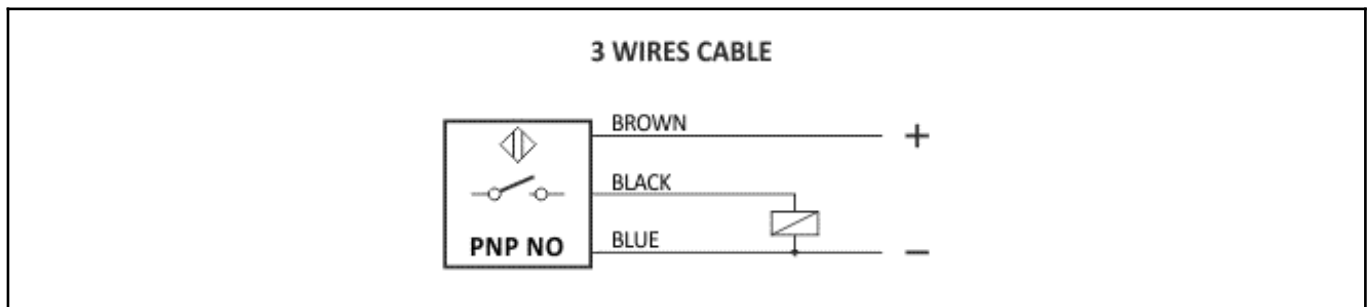 3 WIRES CABLE
BROWN
+
BLACK
PNP NO
BLUE
−